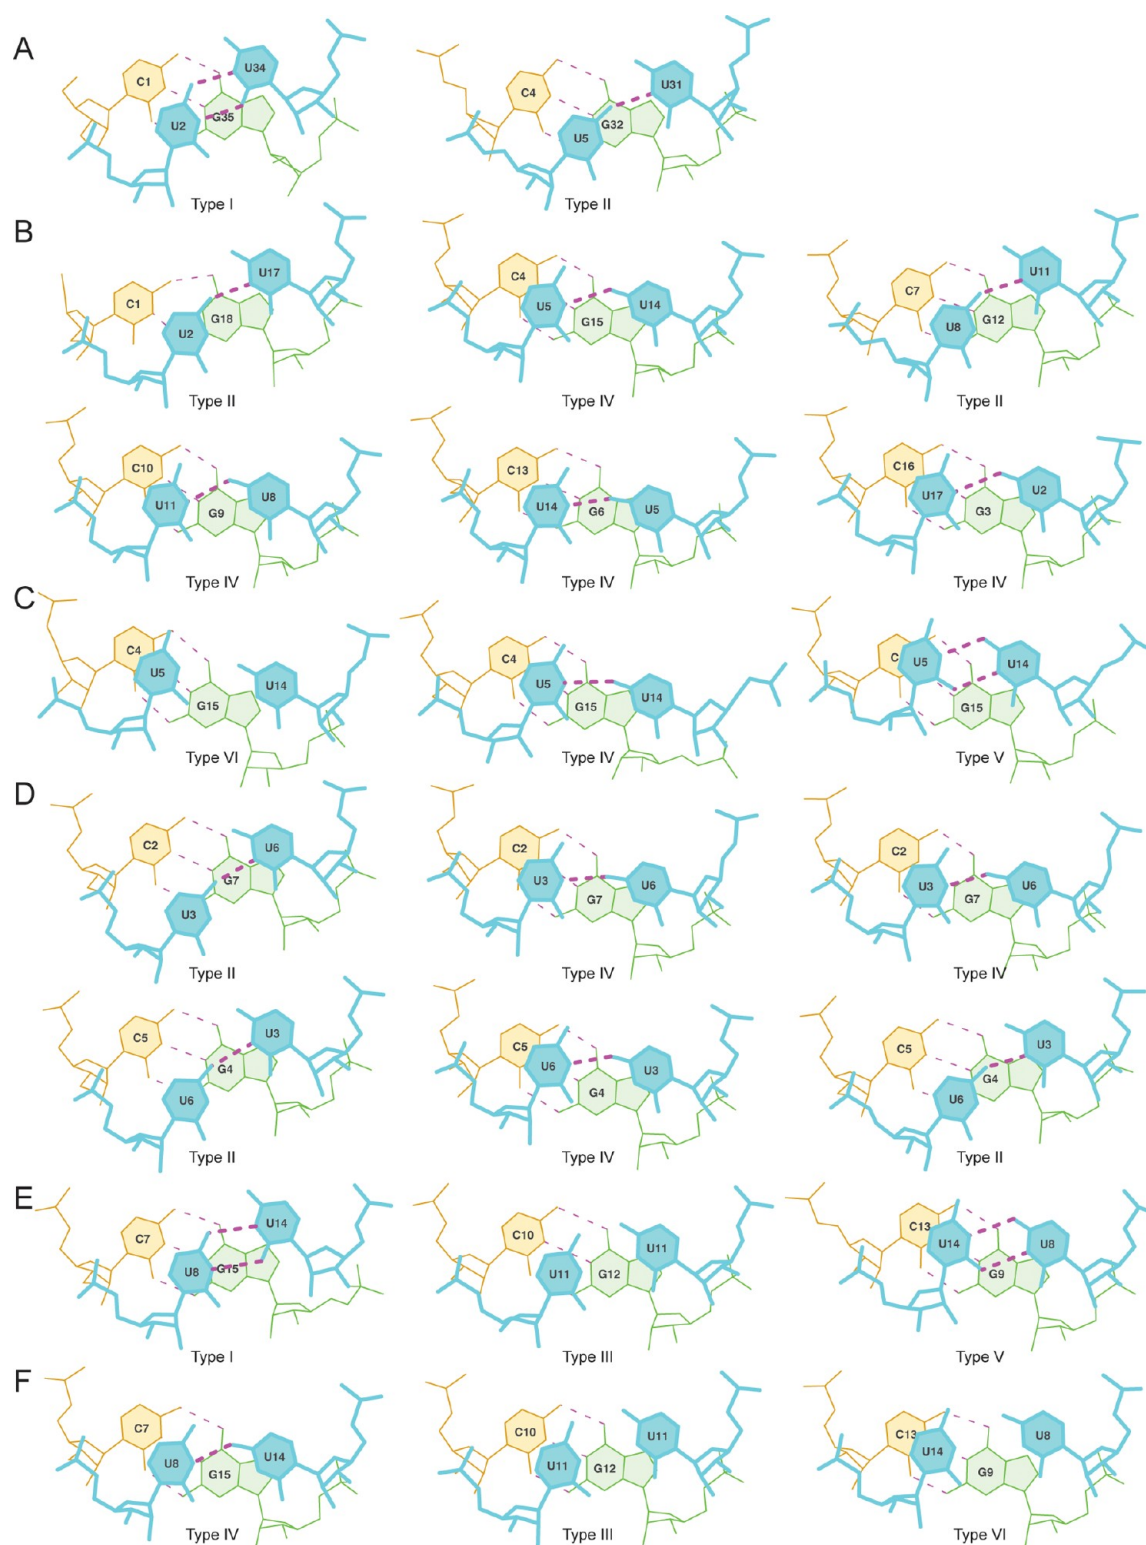 A
C1 U34 U2 G35
C4 U31 U5 G32
Type I
Type II
B
C1 U17 G18 U2
C4 U5 U14 G15
C7 U11 U8 G12
Type II
Type IV
Type II
C10 U11 G9 U8
C13 U14 G6 U5
C16 U17 G3 U2
Type IV
Type IV
Type IV
C
C4 U5 U14 G15
C4 U5 G15 U14
C U5 U14 G15
Type VI
Type IV
Type V
D
C2 U6 G7 U3
C2 U3 U6 G7
C2 U3 U6 G7
Type II
Type IV
Type IV
C5 U3 G4 U6
C5 U6 U3 G4
C5 U3 G4 U6
Type II
Type IV
Type II
E
C7 U14 U8 G15
C10 U11 U11 G12
C13 U14 U8 G9
Type I
Type III
Type V
F
C7 U8 U14 G15
C10 U11 U11 G12
C13 U14 U8 G9
Type IV
Type III
Type VI